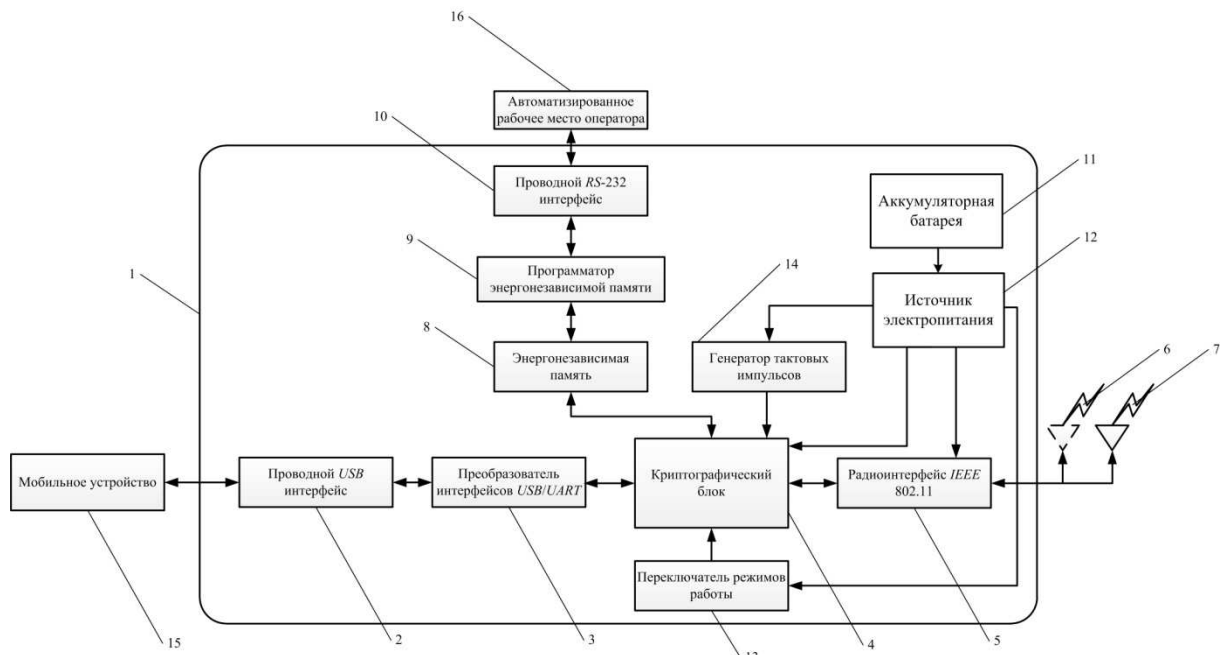 16
Автоматизированное
рабочее место оператора
10
Проводной RS-232
интерфейс
11
Аккумуляторная
батарея
9
12
1
Программатор
энергонезависимой памяти
14
Источник
электропитания
8
Энергонезависимая
память
Генератор тактовых
импульсов
6
7
Мобильное устройство
Проводной USB
интерфейс
Преобразователь
интерфейсов USB/UART
Криптографический
блок
Радиоинтерфейс IEEE
802.11
Переключатель режимов
работы
15
2
3
13
4
5